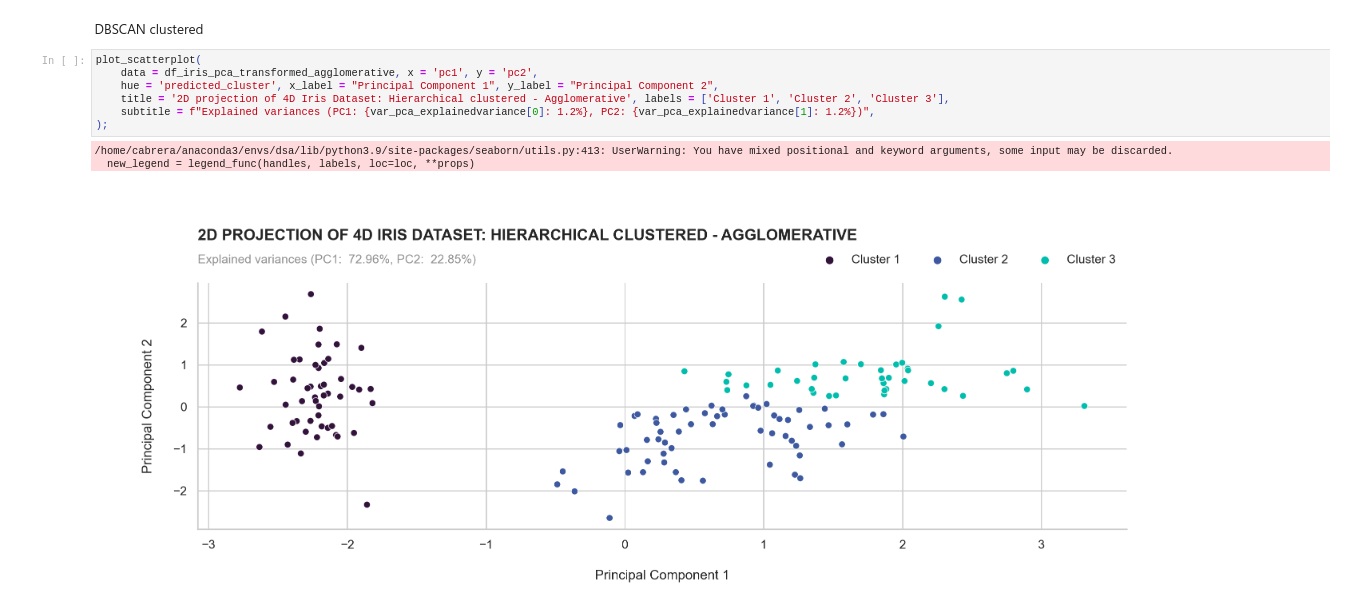 DBSCAN clustered
In [ ]:
plot_scatterplot(
    data = df_iris_pca_transformed_agglomerative, x = 'pc1', y = 'pc2',
    hue = 'predicted_cluster', x_label = "Principal Component 1", y_label = "Principal Component 2",
    title = '2D projection of 4D Iris Dataset: Hierarchical clustered - Agglomerative', labels = ['Cluster 1', 'Cluster 2', 'Cluster 3'],
    subtitle = f"Explained variances (PC1: {var_pca_explainedvariance[0]: 1.2%}, PC2: {var_pca_explainedvariance[1]: 1.2%})",
);
/home/cabrera/anaconda3/envs/dsa/lib/python3.9/site-packages/seaborn/utils.py:413: UserWarning: You have mixed positional and keyword arguments, some input may be discarded.
  new_legend = legend_func(handles, labels, loc=loc, **props)
2D PROJECTION OF 4D IRIS DATASET: HIERARCHICAL CLUSTERED - AGGLOMERATIVE
Explained variances (PC1:  72.96%, PC2:  22.85%)
Cluster 1 Cluster 2 Cluster 3
Principal Component 2
2
1
0
−1
−2
−3 −2 −1 0 1 2 3
Principal Component 1